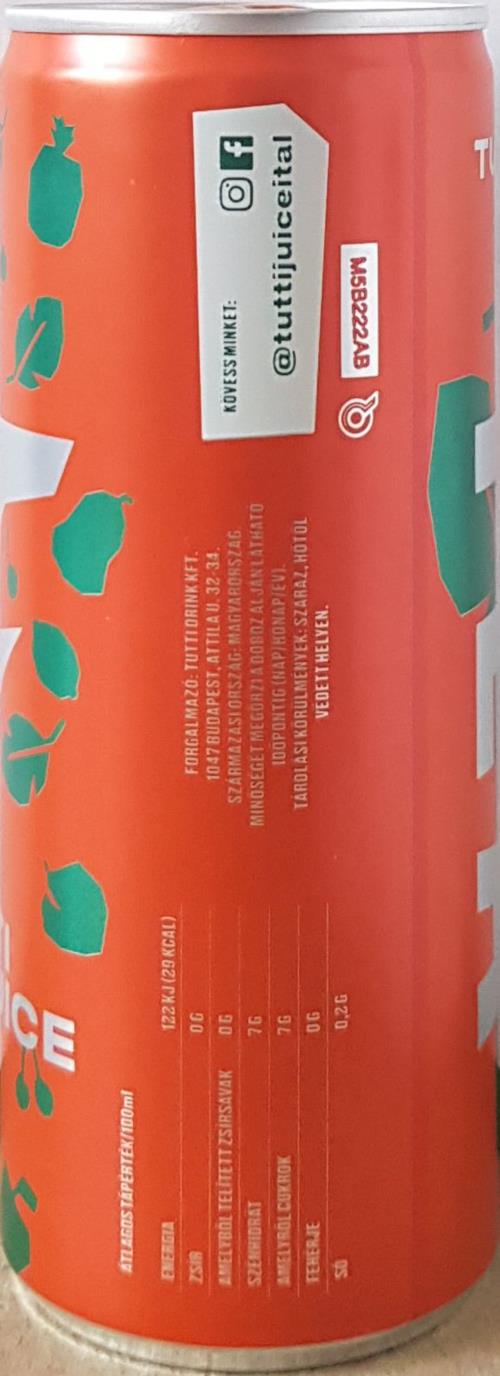 ÁTLAGOS TÁPÉRTÉK/100ml
ENERGIA 122 KJ (29 KCAL)
ZSÍR 0 G
AMELYBŐL TELÍTETT ZSÍRSAVAK 0 G
SZÉNHIDRÁT 7 G
AMELYBŐL CUKROK 7 G
FEHÉRJE 0 G
SÓ 0,2 G
FORGALMAZÓ: TUTTI DRINK KFT.
1047 BUDAPEST, ATTILA U. 32-34.
SZÁRMAZÁSI ORSZÁG: MAGYARORSZÁG.
MINŐSÉGÉT MEGŐRZI A DOBOZ ALJÁN LÁTHATÓ
IDŐPONTIG (NAP/HÓNAP/ÉV).
TÁROLÁSI KÖRÜLMÉNYEK: SZÁRAZ, HŐTŐL
VÉDETT HELYEN.
KÖVESS MINKET:
@tuttijuiceital
M5B222AB
ICE
TU